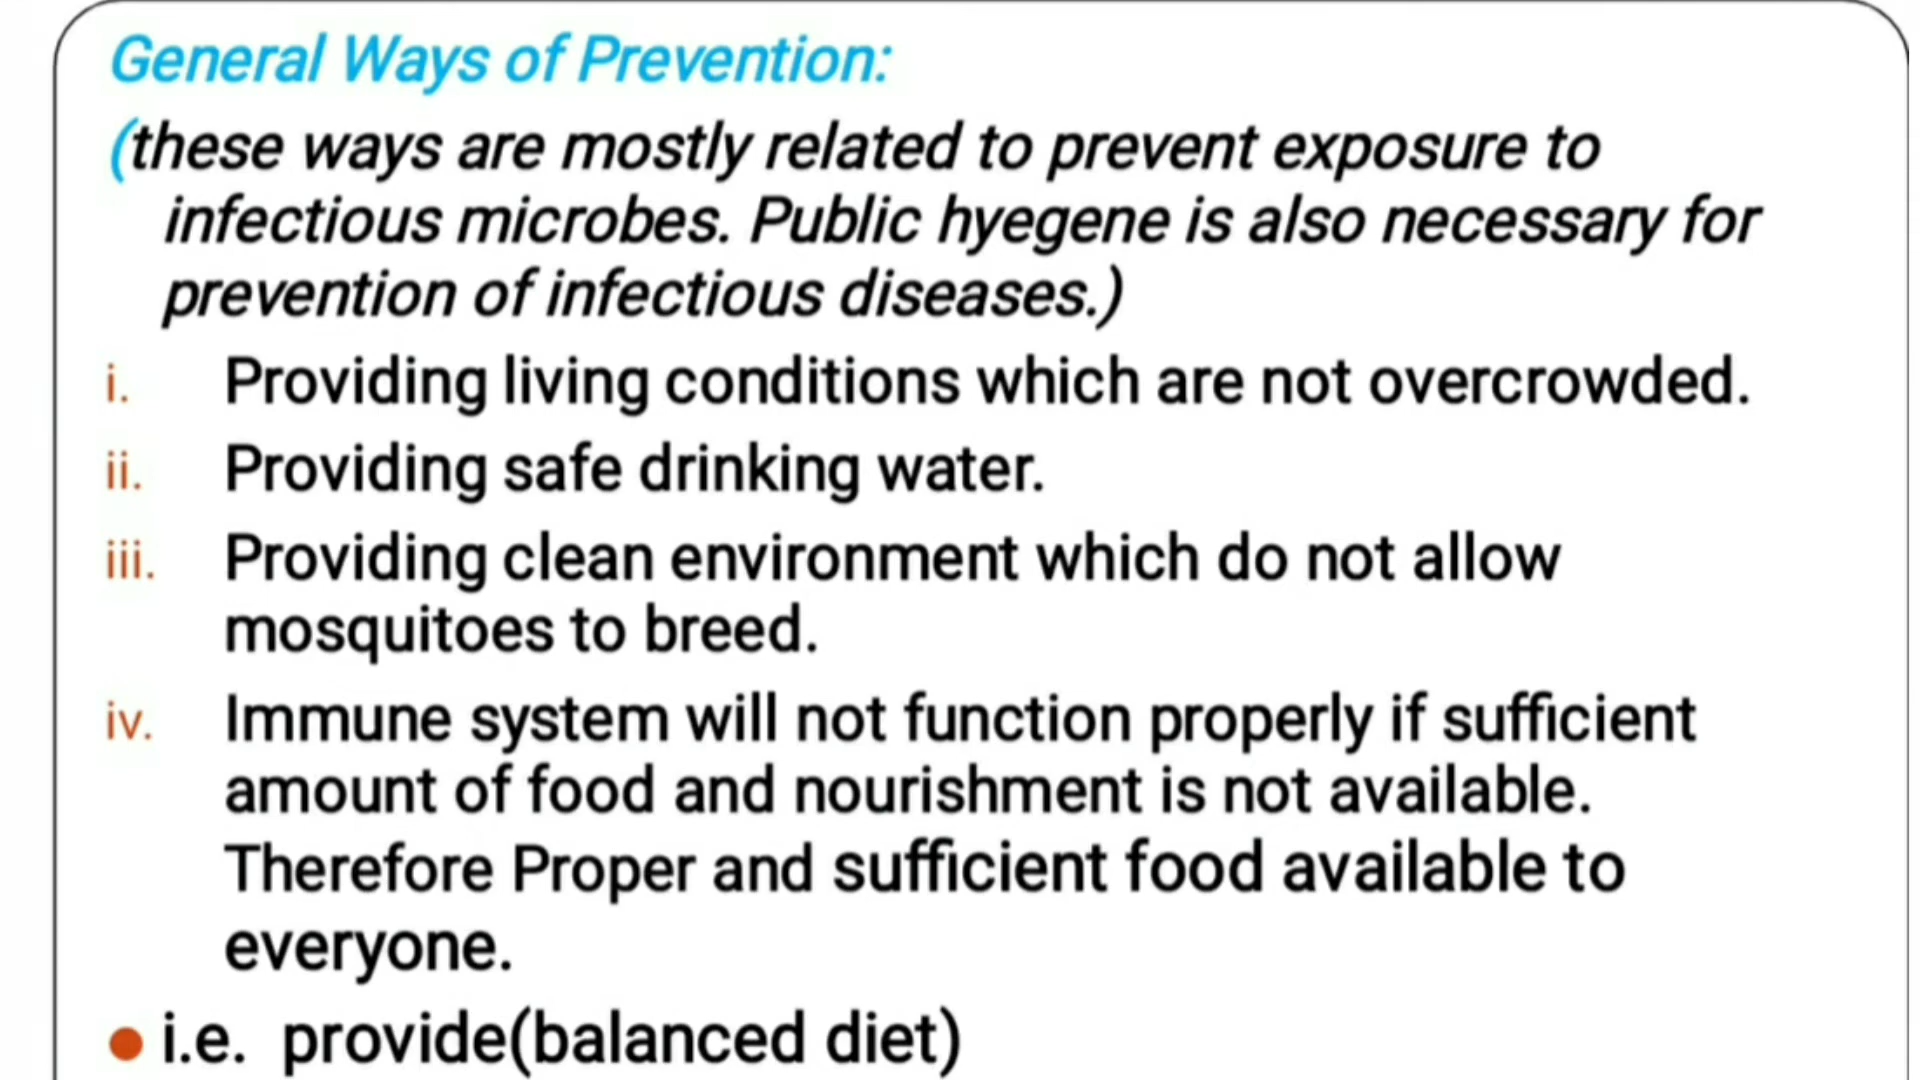 General Ways of Prevention:
(these ways are mostly related to prevent exposure to
infectious microbes. Public hyegene is also necessary for
prevention of infectious diseases.)
i. Providing living conditions which are not overcrowded.
ii. Providing safe drinking water.
iii. Providing clean environment which do not allow
mosquitoes to breed.
iv. Immune system will not function properly if sufficient
amount of food and nourishment is not available.
Therefore Proper and sufficient food available to
everyone.
● i.e. provide(balanced diet)